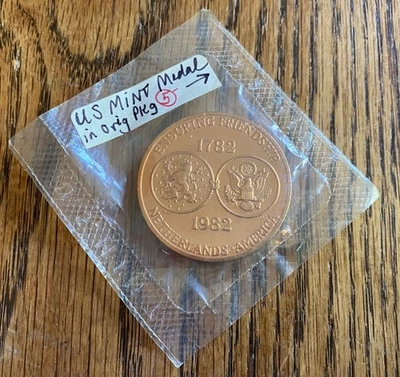 US MINT Medal →
in Orig Pkg 5
ENDURING FRIENDSHIP
1782
1982
NETHERLANDS-AMERICA